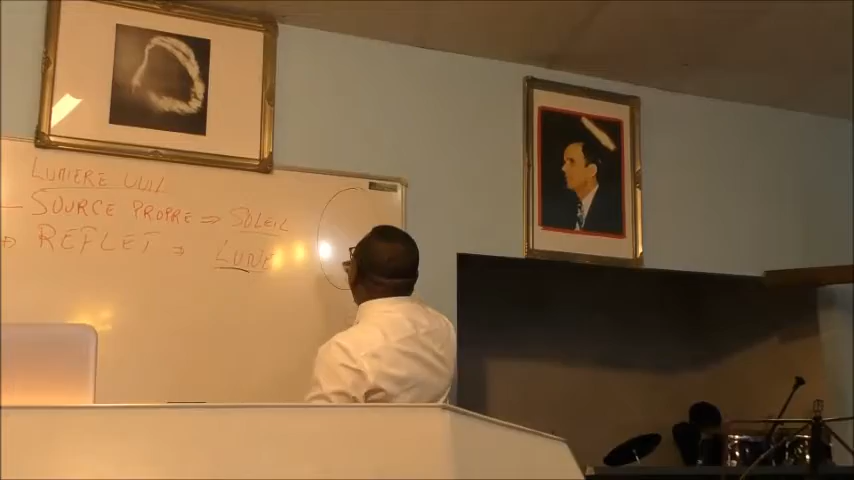 LUMIERE
- SOURCE PROPRE ⇒ SOLEIL
⇒ REFLET → LUNE